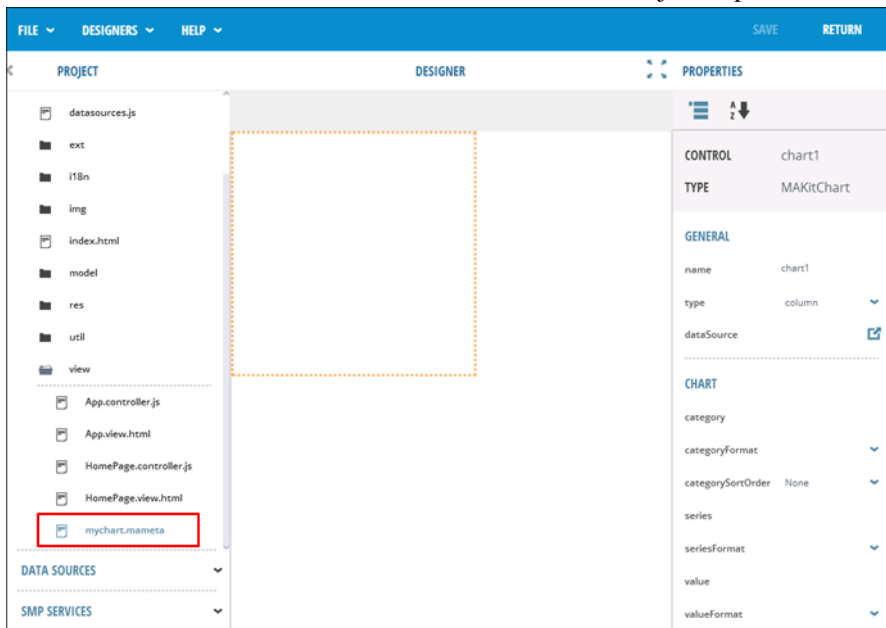 FILE DESIGNERS HELP SAVE RETURN
PROJECT DESIGNER PROPERTIES
datasources.js
ext
i18n
img
index.html
model
res
util
view
App.controller.js
App.view.html
HomePage.controller.js
HomePage.view.html
mychart.mameta
DATA SOURCES
SMP SERVICES
A
Z
CONTROL chart1
TYPE MAKitChart
GENERAL
name chart1
type column
dataSource
CHART
category
categoryFormat
categorySortOrder None
series
seriesFormat
value
valueFormat